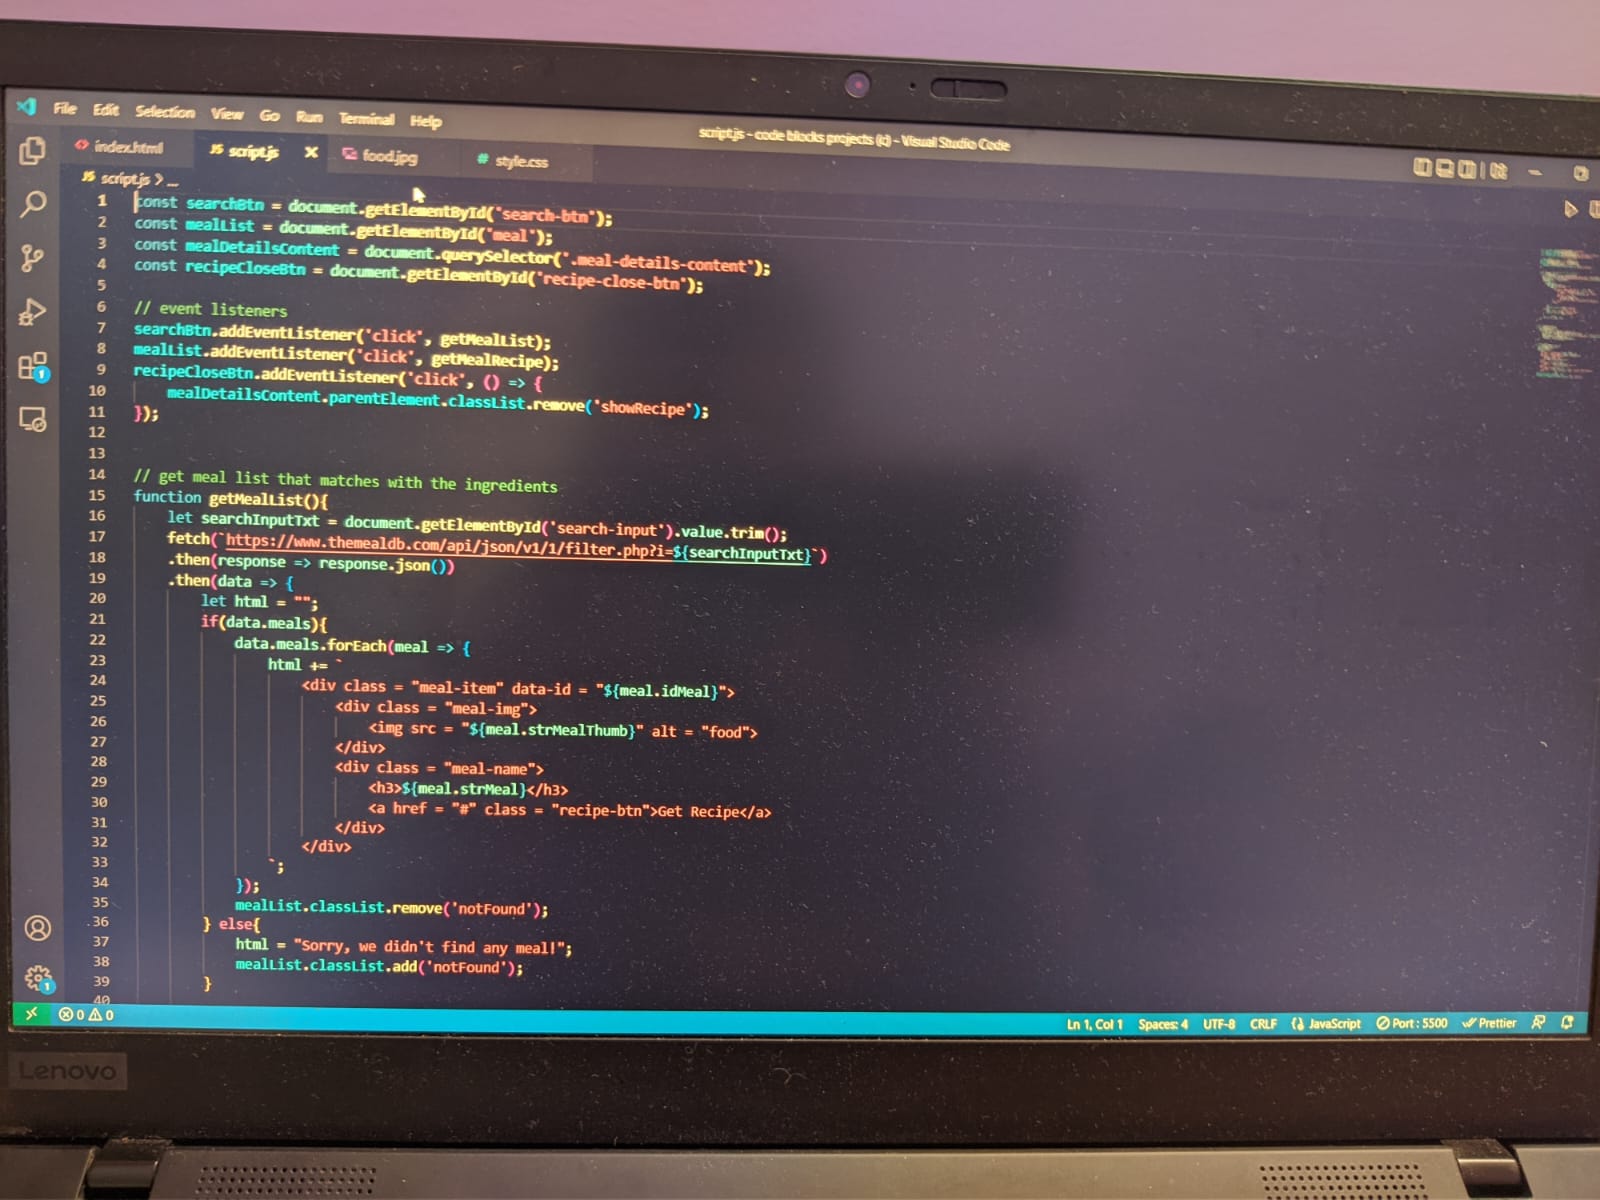 File Edit Selection View Go Run Terminal Help
script.js - code blocks projects (c) - Visual Studio Code
index.html JS script.js X food.jpg # style.css
JS script.js > ...
1 const searchBtn = document.getElementById('search-btn');
2 const mealList = document.getElementById('meal');
3 const mealDetailsContent = document.querySelector('.meal-details-content');
4 const recipeCloseBtn = document.getElementById('recipe-close-btn');
5
6 // event listeners
7 searchBtn.addEventListener('click', getMealList);
8 mealList.addEventListener('click', getMealRecipe);
9 recipeCloseBtn.addEventListener('click', () => {
10 mealDetailsContent.parentElement.classList.remove('showRecipe');
11 });
12
13
14 // get meal list that matches with the ingredients
15 function getMealList(){
16 let searchInputTxt = document.getElementById('search-input').value.trim();
17 fetch(`https://www.themealdb.com/api/json/v1/1/filter.php?i=${searchInputTxt}`)
18 .then(response => response.json())
19 .then(data => {
20 let html = "";
21 if(data.meals){
22 data.meals.forEach(meal => {
23 html += `
24 <div class = "meal-item" data-id = "${meal.idMeal}">
25 <div class = "meal-img">
26 <img src = "${meal.strMealThumb}" alt = "food">
27 </div>
28 <div class = "meal-name">
29 <h3>${meal.strMeal}</h3>
30 <a href = "#" class = "recipe-btn">Get Recipe</a>
31 </div>
32 </div>
33 `;
34 });
35 mealList.classList.remove('notFound');
36 } else{
37 html = "Sorry, we didn't find any meal!";
38 mealList.classList.add('notFound');
39 }
40
0 0 Ln 1, Col 1 Spaces: 4 UTF-8 CRLF JavaScript Port : 5500 Prettier
Lenovo